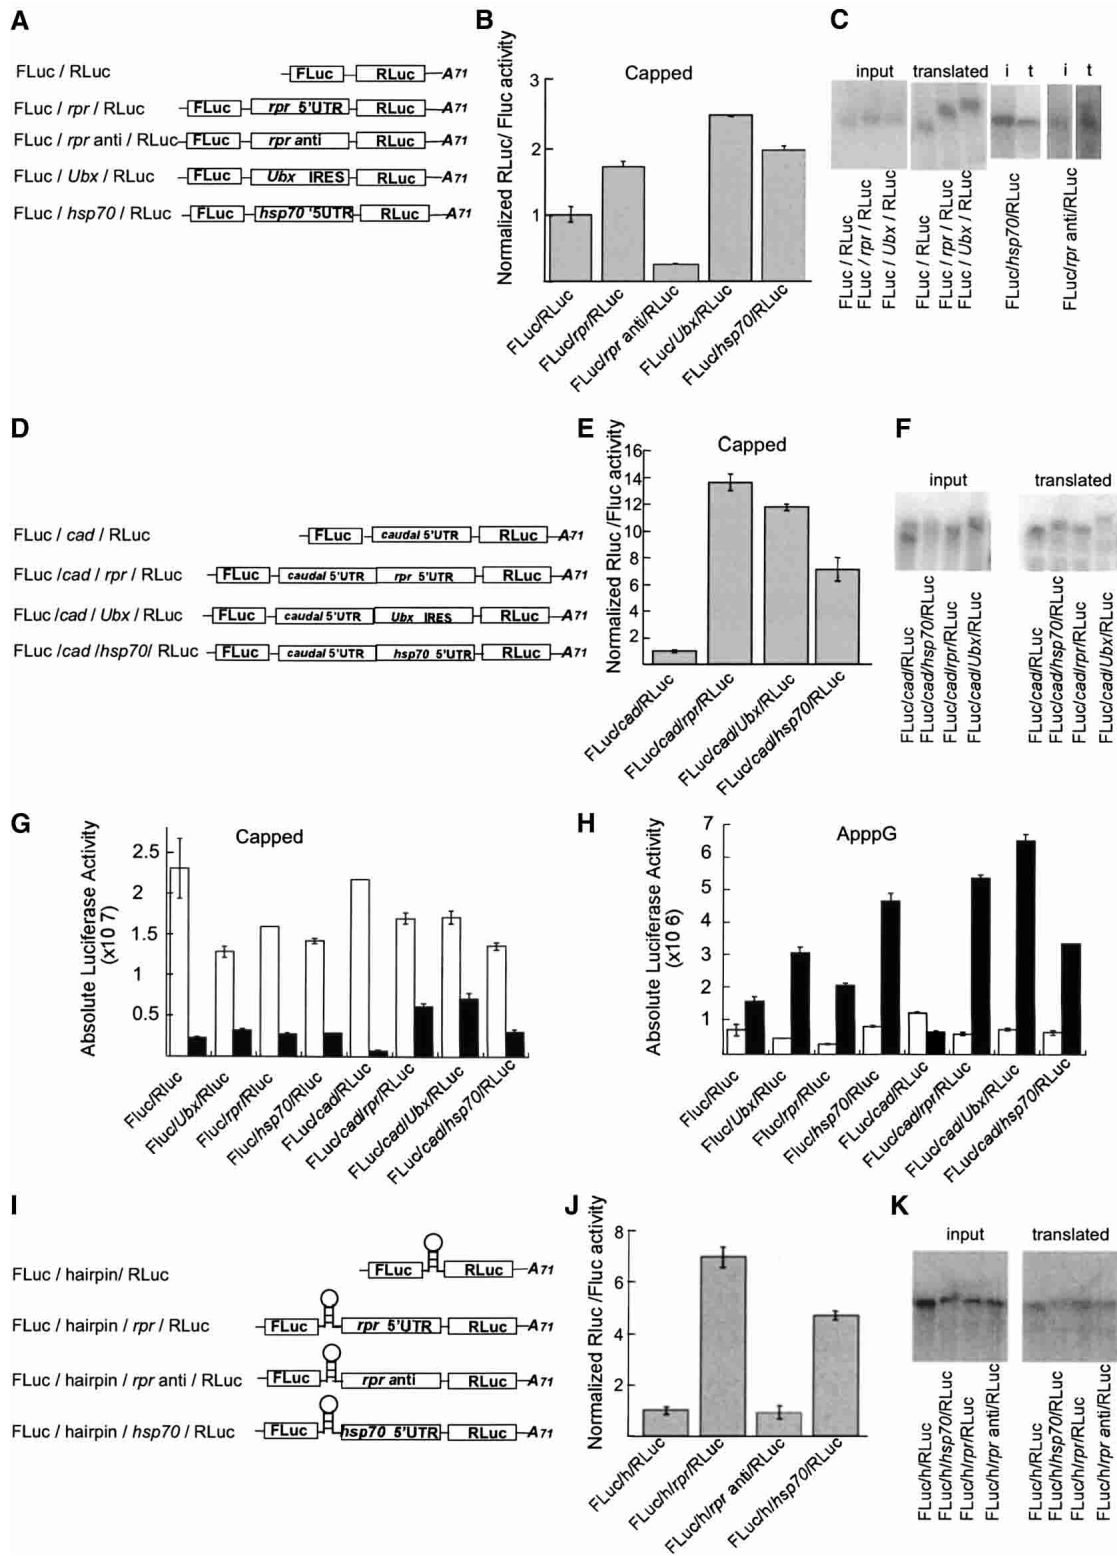 A
FLuc / RLuc
FLuc RLuc A71
FLuc / rpr / RLuc
FLuc rpr 5'UTR RLuc A71
FLuc / rpr anti / RLuc
FLuc rpr anti RLuc A71
FLuc / Ubx / RLuc
FLuc Ubx IRES RLuc A71
FLuc / hsp70 / RLuc
FLuc hsp70 '5UTR RLuc A71
B
Capped
Normalized RLuc/ Fluc activity
3
2
1
FLuc/RLuc
FLuc/rpr/RLuc
FLuc/rpr anti/RLuc
FLuc/Ubx/RLuc
FLuc/hsp70/RLuc
C
input translated i t i t
FLuc / RLuc
FLuc / rpr / RLuc
FLuc / Ubx / RLuc
FLuc / RLuc
FLuc / rpr / RLuc
FLuc / Ubx / RLuc
FLuc/hsp70/RLuc
FLuc/rpr anti/RLuc
D
FLuc / cad / RLuc
FLuc caudal 5'UTR RLuc A71
FLuc /cad / rpr / RLuc
FLuc caudal 5'UTR rpr 5'UTR RLuc A71
FLuc /cad / Ubx / RLuc
FLuc caudal 5'UTR Ubx IRES RLuc A71
FLuc /cad /hsp70/ RLuc
FLuc caudal 5'UTR hsp70 5'UTR RLuc A71
E
Capped
Normalized Rluc /Fluc activity
16
14
12
10
8
6
4
2
FLuc/cad/RLuc
FLuc/cad/rpr/RLuc
FLuc/cad/Ubx/RLuc
FLuc/cad/hsp70/RLuc
F
input translated
FLuc/cad/RLuc
FLuc/cad/hsp70/RLuc
FLuc/cad/rpr/RLuc
FLuc/cad/Ubx/RLuc
FLuc/cad/RLuc
FLuc/cad/hsp70/RLuc
FLuc/cad/rpr/RLuc
FLuc/cad/Ubx/RLuc
G
Capped
Absolute Luciferase Activity
(x10 7)
2.5
2
1.5
1
0.5
Fluc/Rluc
Fluc/Ubx/Rluc
Fluc/rpr/Rluc
Fluc/hsp70/Rluc
FLuc/cad/RLuc
FLuc/cad/rpr/RLuc
FLuc/cad/Ubx/RLuc
FLuc/cad/hsp70/RLuc
H
ApppG
Absolute Luciferase Activity
(x10 6)
7
6
5
4
3
2
1
Fluc/Rluc
Fluc/Ubx/Rluc
Fluc/rpr/Rluc
Fluc/hsp70/Rluc
FLuc/cad/RLuc
FLuc/cad/rpr/RLuc
FLuc/cad/Ubx/RLuc
FLuc/cad/hsp70/RLuc
I
FLuc / hairpin/ RLuc
FLuc RLuc A71
FLuc / hairpin / rpr / RLuc
FLuc rpr 5'UTR RLuc A71
FLuc / hairpin / rpr anti / RLuc
FLuc rpr anti RLuc A71
FLuc / hairpin / hsp70 / RLuc
FLuc hsp70 5'UTR RLuc A71
J
Normalized Rluc /Fluc activity
8
6
4
2
FLuc/h/RLuc
FLuc/h/rpr/RLuc
FLuc/h/rpr anti/RLuc
FLuc/h/hsp70/RLuc
K
input translated
FLuc/h/RLuc
FLuc/h/hsp70/RLuc
FLuc/h/rpr/RLuc
FLuc/h/rpr anti/RLuc
FLuc/h/RLuc
FLuc/h/hsp70/RLuc
FLuc/h/rpr/RLuc
FLuc/h/rpr anti/RLuc